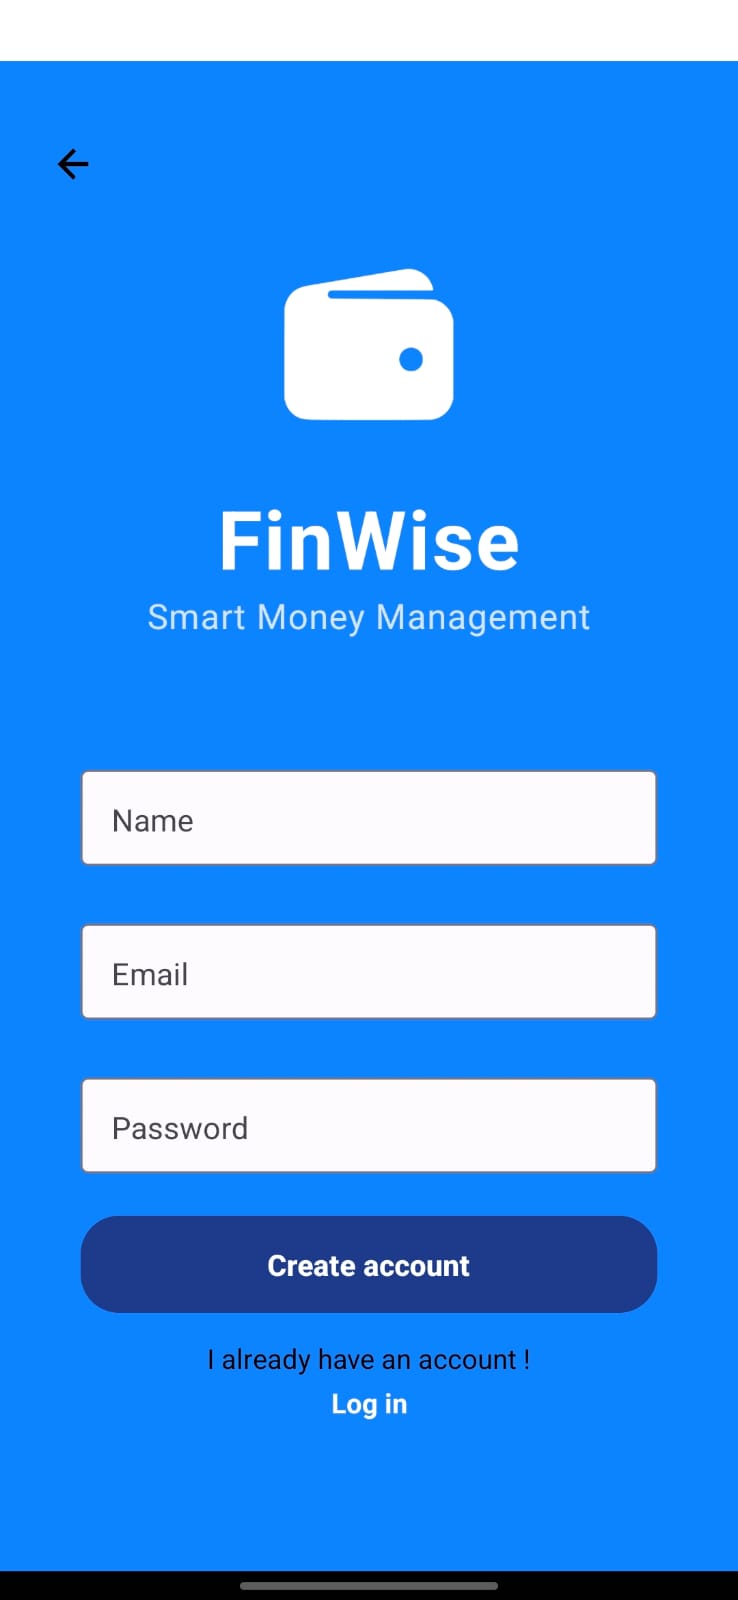 FinWise
Smart Money Management
Name
Email
Password
Create account
I already have an account !
Log in